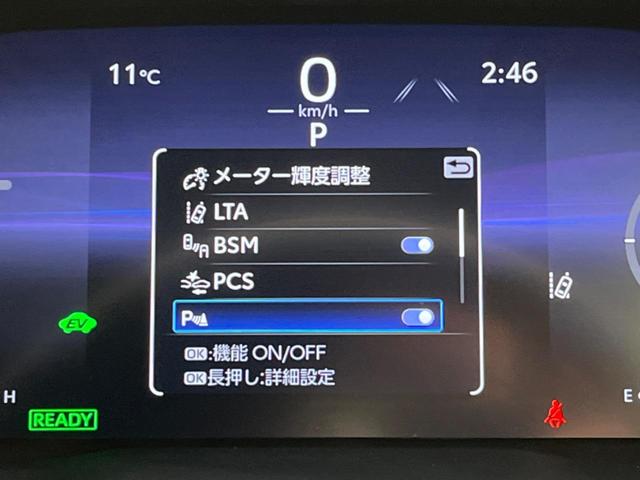 11℃
0
2:46
km/h
P
メーター輝度調整
LTA
BSM
PCS
P
EV
OK:機能 ON/OFF
OK長押し:詳細設定
H
E
READY